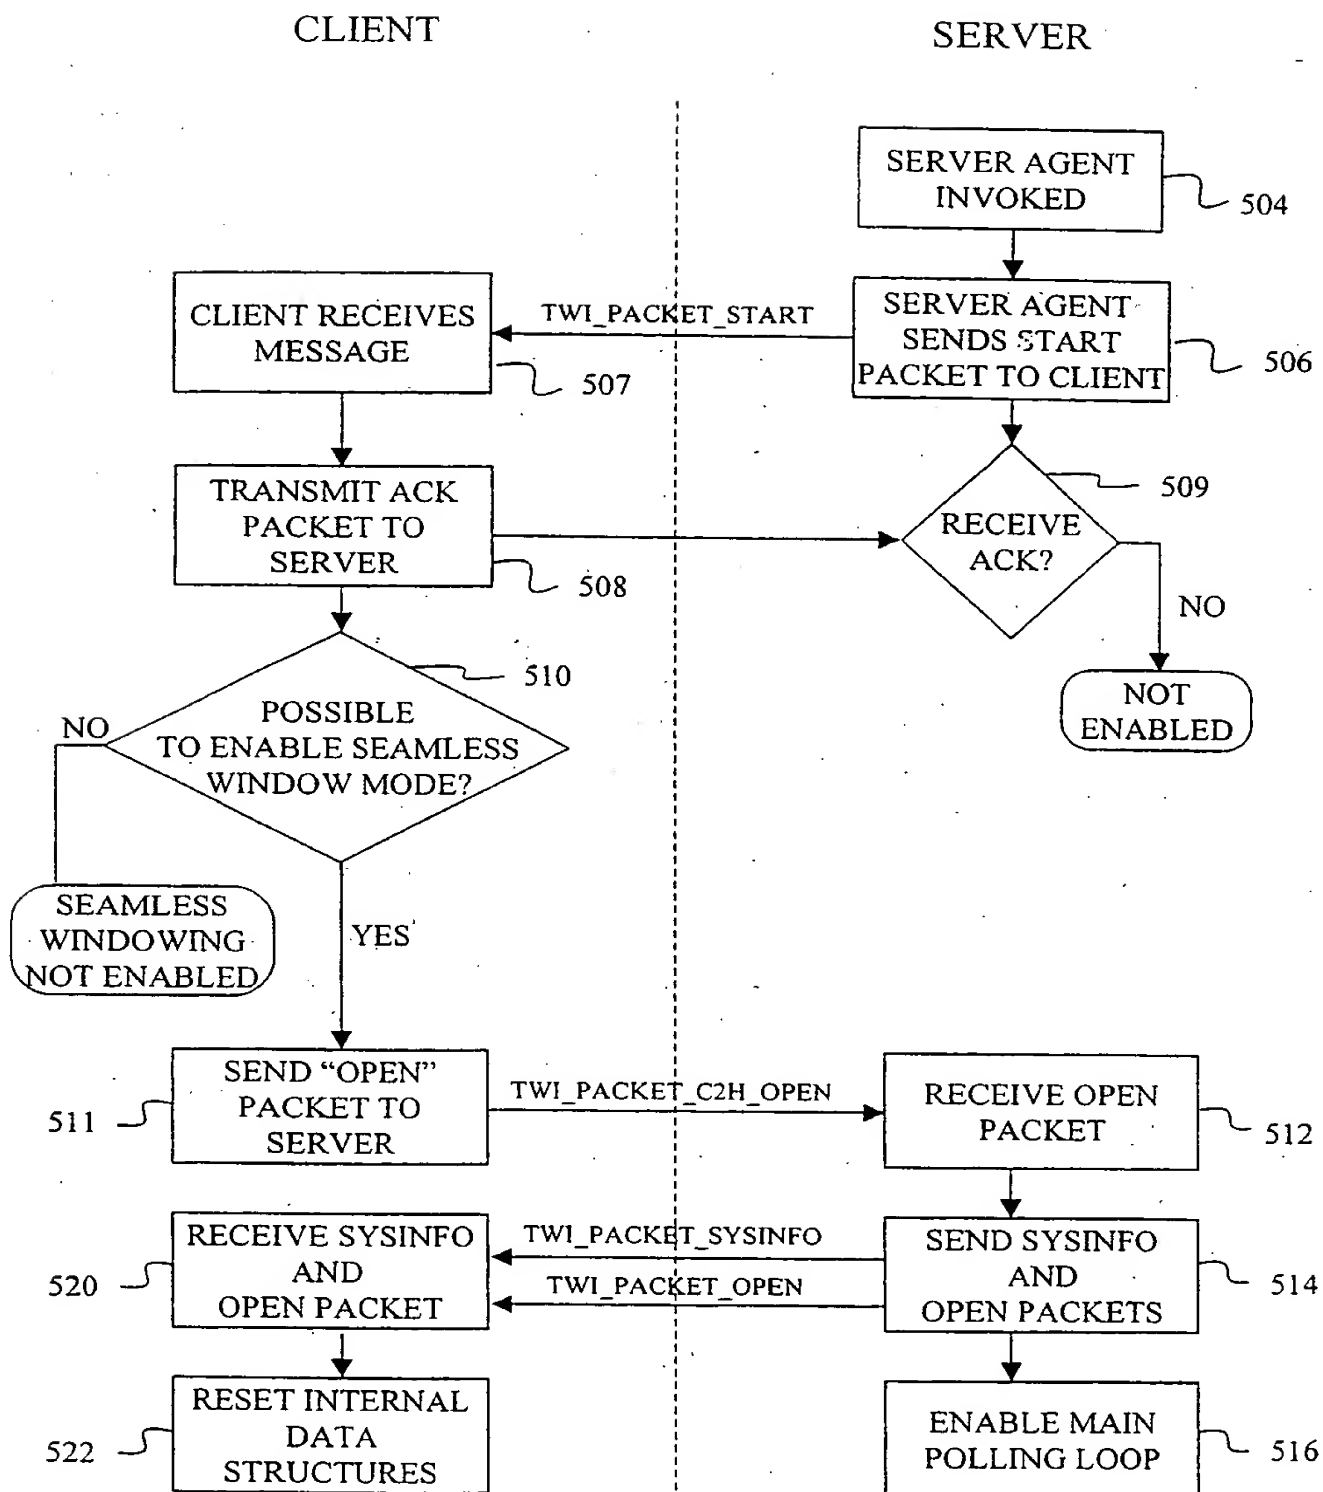 CLIENT
SERVER
SERVER AGENT
INVOKED
504
CLIENT RECEIVES
MESSAGE
507
TWI_PACKET_START
SERVER AGENT
SENDS START
PACKET TO CLIENT
506
TRANSMIT ACK
PACKET TO
SERVER
508
509
RECEIVE
ACK?
NO
NOT
ENABLED
510
POSSIBLE
TO ENABLE SEAMLESS
WINDOW MODE?
NO
SEAMLESS
WINDOWING
NOT ENABLED
YES
511
SEND “OPEN”
PACKET TO
SERVER
TWI_PACKET_C2H_OPEN
RECEIVE OPEN
PACKET
512
520
RECEIVE SYSINFO
AND
OPEN PACKET
TWI_PACKET_SYSINFO
TWI_PACKET_OPEN
SEND SYSINFO
AND
OPEN PACKETS
514
522
RESET INTERNAL
DATA
STRUCTURES
ENABLE MAIN
POLLING LOOP
516